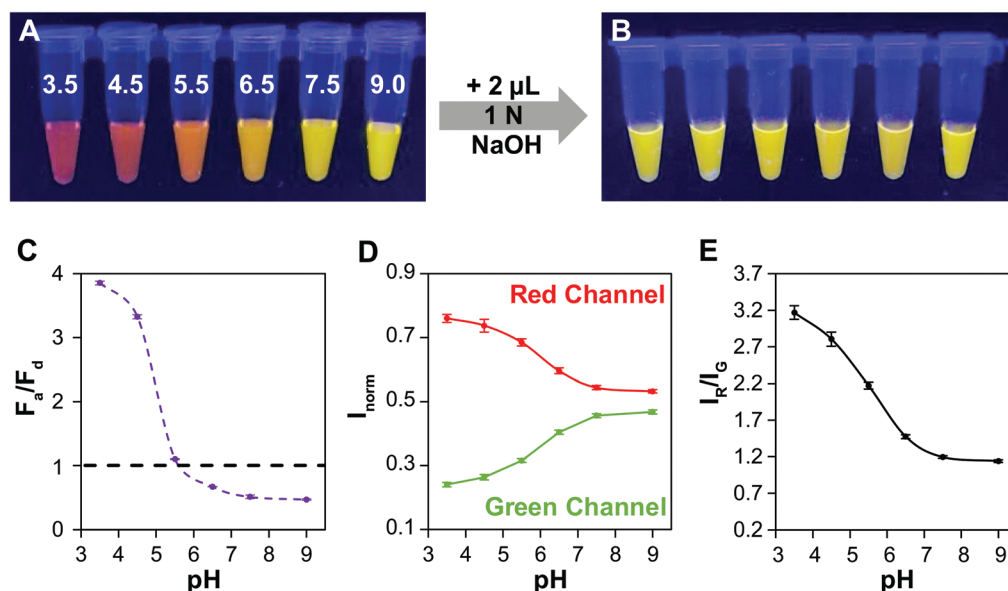 A
3.5 4.5 5.5 6.5 7.5 9.0
+ 2 µL
1 N
NaOH
B
C
4
3
2
1
0
Fa/Fd
3 4 5 6 7 8 9
pH
D
0.9
0.7
0.5
0.3
0.1
Inorm
Red Channel
Green Channel
3 4 5 6 7 8 9
pH
E
3.7
3.2
2.7
2.2
1.7
1.2
0.7
0.2
IR/IG
3 4 5 6 7 8 9
pH